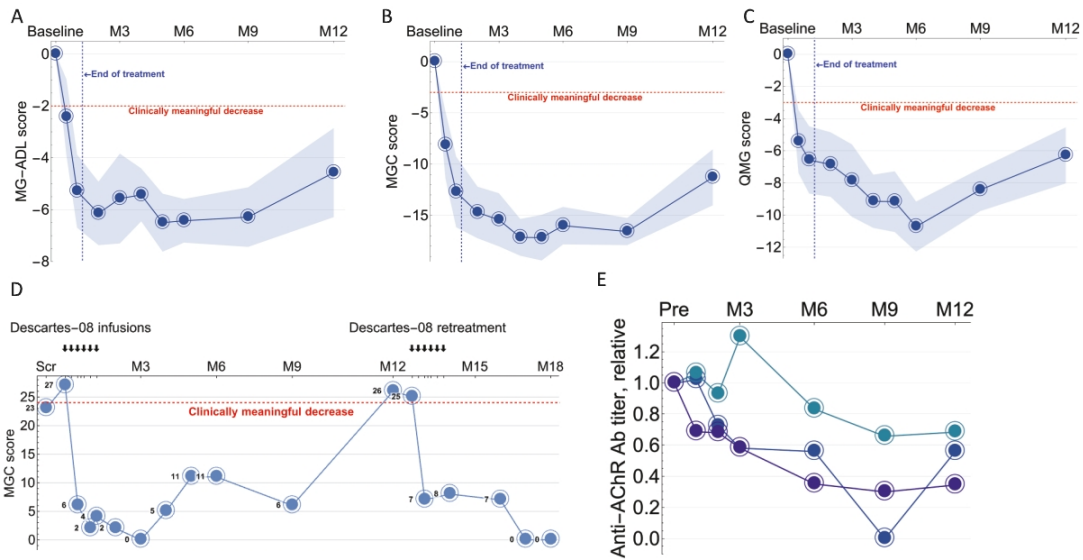 A
Baseline M3 M6 M9 M12
0
←End of treatment
−2
Clinically meaningful decrease
−4
−6
−8
MG−ADL score
B
Baseline M3 M6 M9 M12
0
←End of treatment
Clinically meaningful decrease
−5
−10
−15
MGC score
C
Baseline M3 M6 M9 M12
0
←End of treatment
−2
Clinically meaningful decrease
−4
−6
−8
−10
−12
QMG score
D
Descartes−08 infusions Descartes−08 retreatment
Scr M3 M6 M9 M12 M15 M18
25
20
15
10
5
0
MGC score
Clinically meaningful decrease
23 27 6 2 4 2 0 5 11 11 6 26 25 7 8 7 0 0
E
Pre M3 M6 M9 M12
1.2
1.0
0.8
0.6
0.4
0.2
0.0
Anti−AChR Ab titer, relative